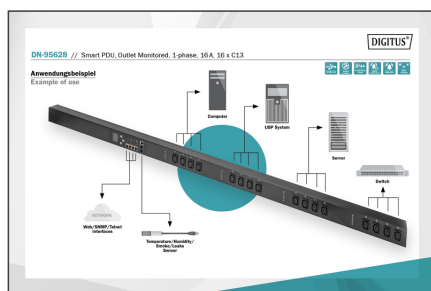 DIGITUS®
DN-95628 // Smart PDU, Outlet Monitored, 1-phase, 16 A, 16 x C13
Anwendungsbeispiel
Example of use
Computer
USP System
Server
Switch
NETWORK
Web/SNMP/Telnet
Interfaces
Temperature/Humidity/
Smoke/Leaks
Sensor